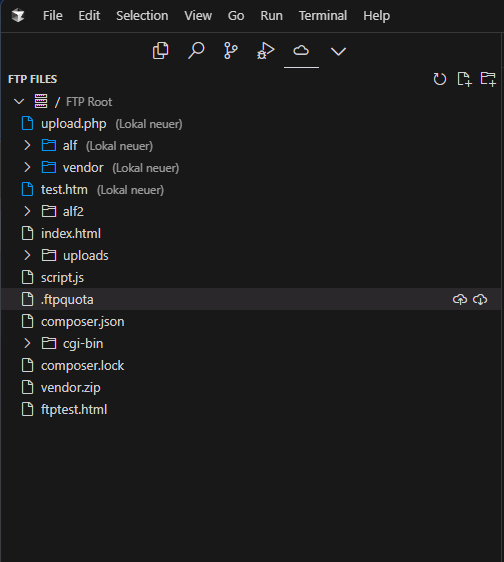 File Edit Selection View Go Run Terminal Help
FTP FILES
/ FTP Root
upload.php (Lokal neuer)
alf (Lokal neuer)
vendor (Lokal neuer)
test.htm (Lokal neuer)
alf2
index.html
uploads
script.js
.ftpquota
composer.json
cgi-bin
composer.lock
vendor.zip
ftptest.html